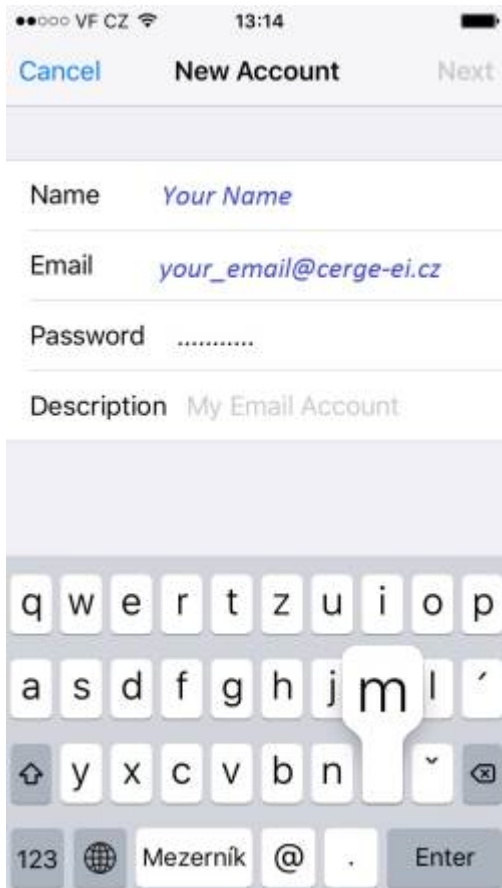 VF CZ 13:14
Cancel New Account Next
Name Your Name
Email your_email@cerge-ei.cz
Password ...........
Description My Email Account
q w e r t z u i o p
a s d f g h j m l ´
y x c v b n ˇ
123 Mezerník @ . Enter